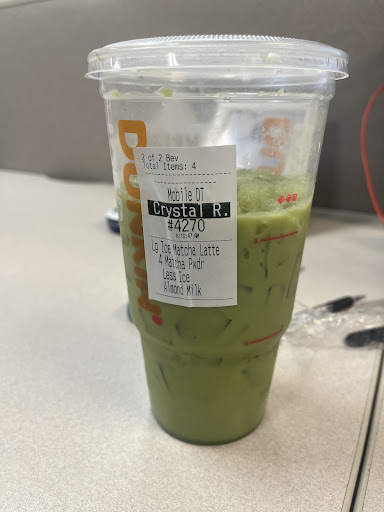 2 of 2 Bev
Total Items: 4
Mobile DT
Crystal R.
#4270
Lg Ice Matcha Latte
4 Matcha Pwdr
Less Ice
Almond Milk
DUNKIN'